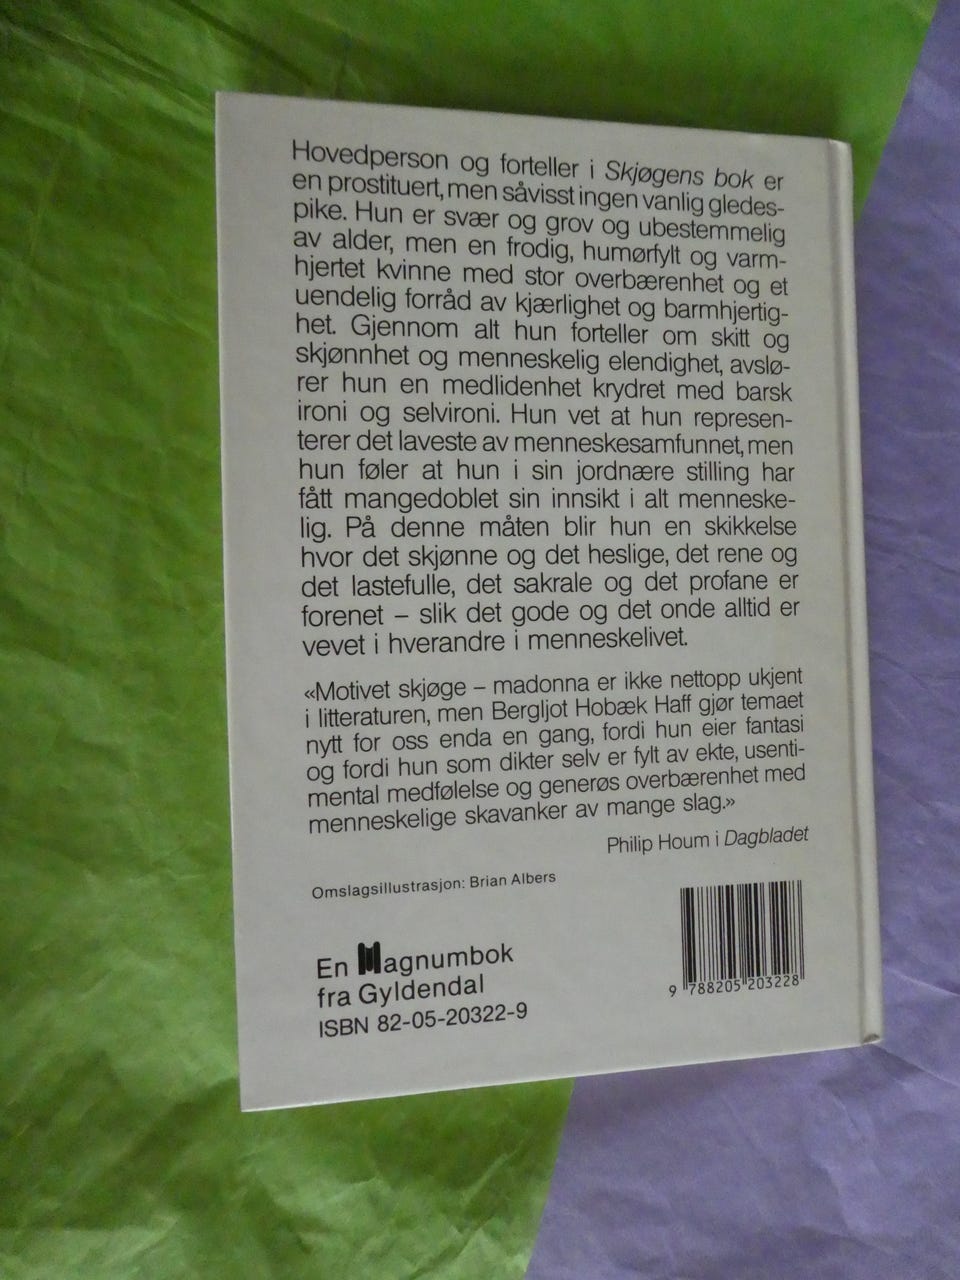 Hovedperson og forteller i Skjøgens bok er
en prostituert, men såvisst ingen vanlig gledes-
pike. Hun er svær og grov og ubestemmelig
av alder, men en frodig, humørfylt og varm-
hjertet kvinne med stor overbærenhet og et
uendelig forråd av kjærlighet og barmhjertig-
het. Gjennom alt hun forteller om skitt og
skjønnhet og menneskelig elendighet, avslø-
rer hun en medlidenhet krydret med barsk
ironi og selvironi. Hun vet at hun represen-
terer det laveste av menneskesamfunnet, men
hun føler at hun i sin jordnære stilling har
fått mangedoblet sin innsikt i alt menneske-
lig. På denne måten blir hun en skikkelse
hvor det skjønne og det heslige, det rene og
det lastefulle, det sakrale og det profane er
forenet – slik det gode og det onde alltid er
vevet i hverandre i menneskelivet.
«Motivet skjøge – madonna er ikke nettopp ukjent
i litteraturen, men Bergljot Hobæk Haff gjør temaet
nytt for oss enda en gang, fordi hun eier fantasi
og fordi hun som dikter selv er fylt av ekte, usenti-
mental medfølelse og generøs overbærenhet med
menneskelige skavanker av mange slag.»
Philip Houm i Dagbladet
Omslagsillustrasjon: Brian Albers
En Magnumbok
fra Gyldendal
ISBN 82-05-20322-9
9 788205 203228